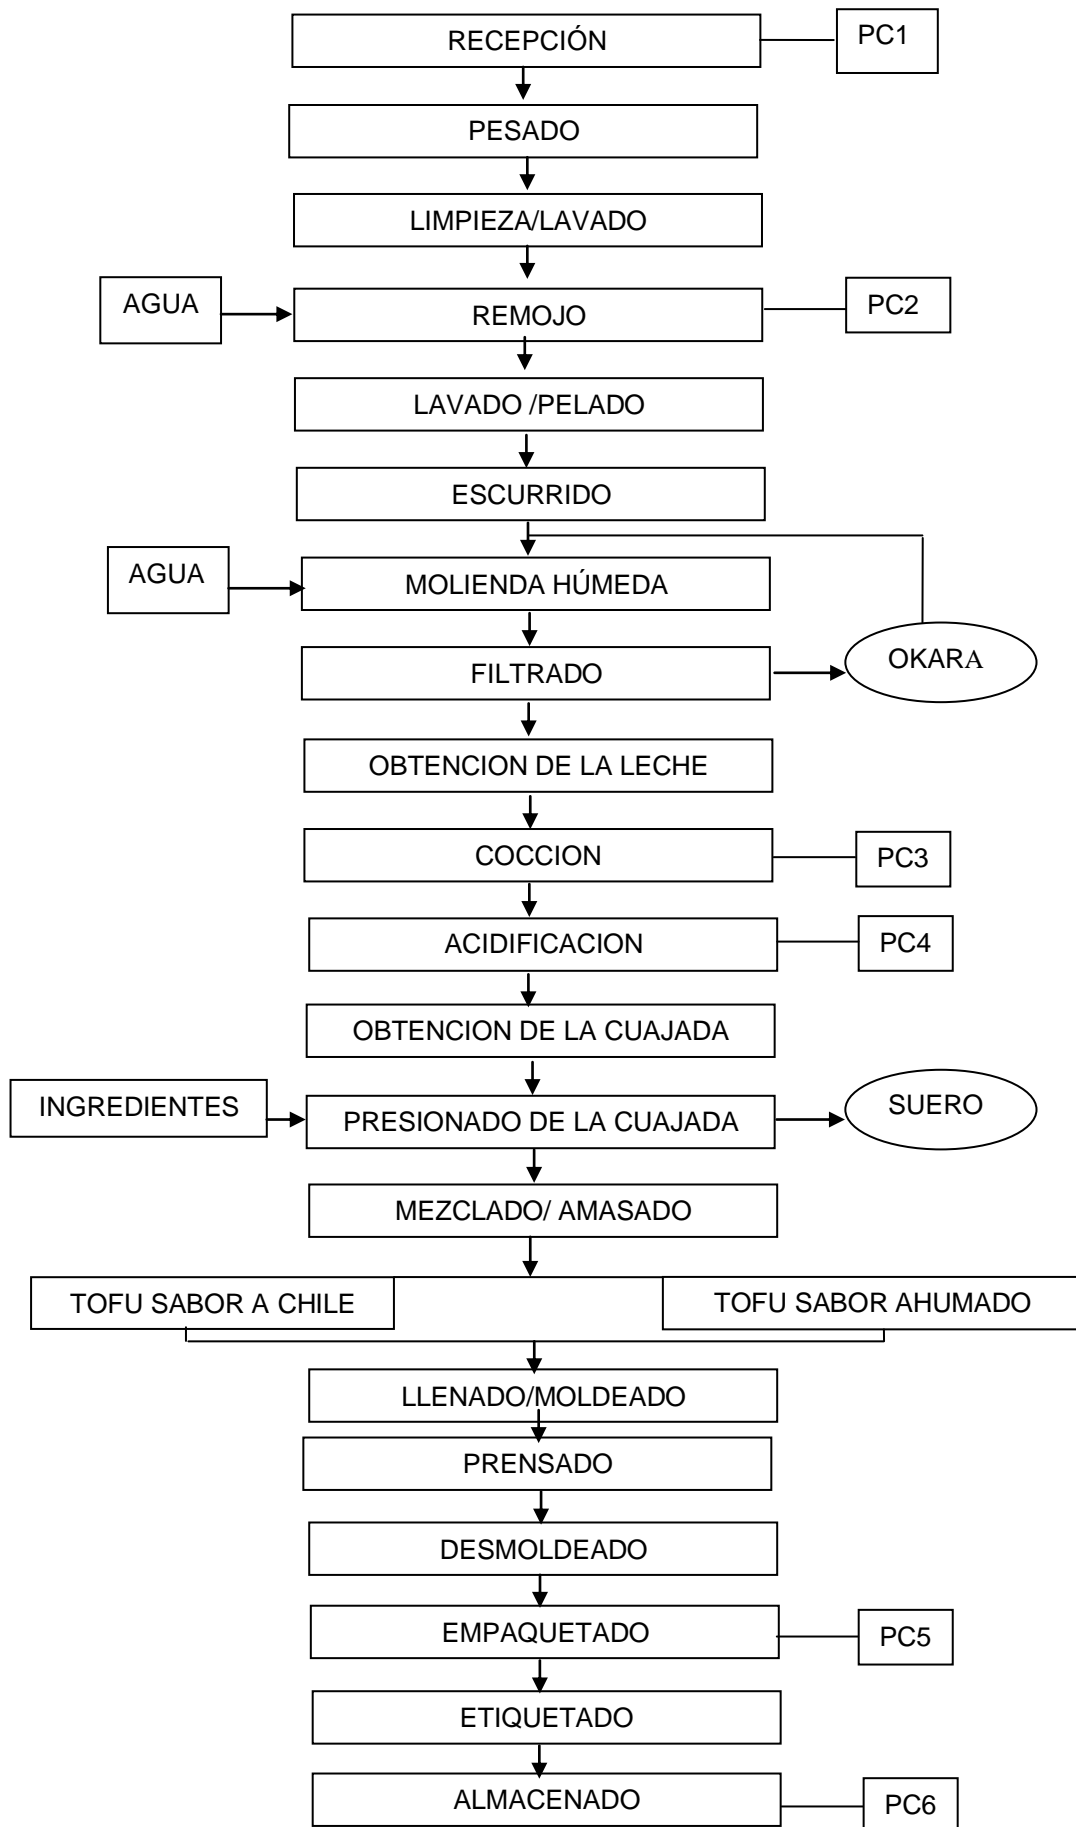 RECEPCIÓN
PC1
PESADO
LIMPIEZA/LAVADO
AGUA
REMOJO
PC2
LAVADO /PELADO
ESCURRIDO
AGUA
MOLIENDA HÚMEDA
FILTRADO
OKARA
OBTENCION DE LA LECHE
COCCION
PC3
ACIDIFICACION
PC4
OBTENCION DE LA CUAJADA
INGREDIENTES
PRESIONADO DE LA CUAJADA
SUERO
MEZCLADO/ AMASADO
TOFU SABOR A CHILE
TOFU SABOR AHUMADO
LLENADO/MOLDEADO
PRENSADO
DESMOLDEADO
EMPAQUETADO
PC5
ETIQUETADO
ALMACENADO
PC6